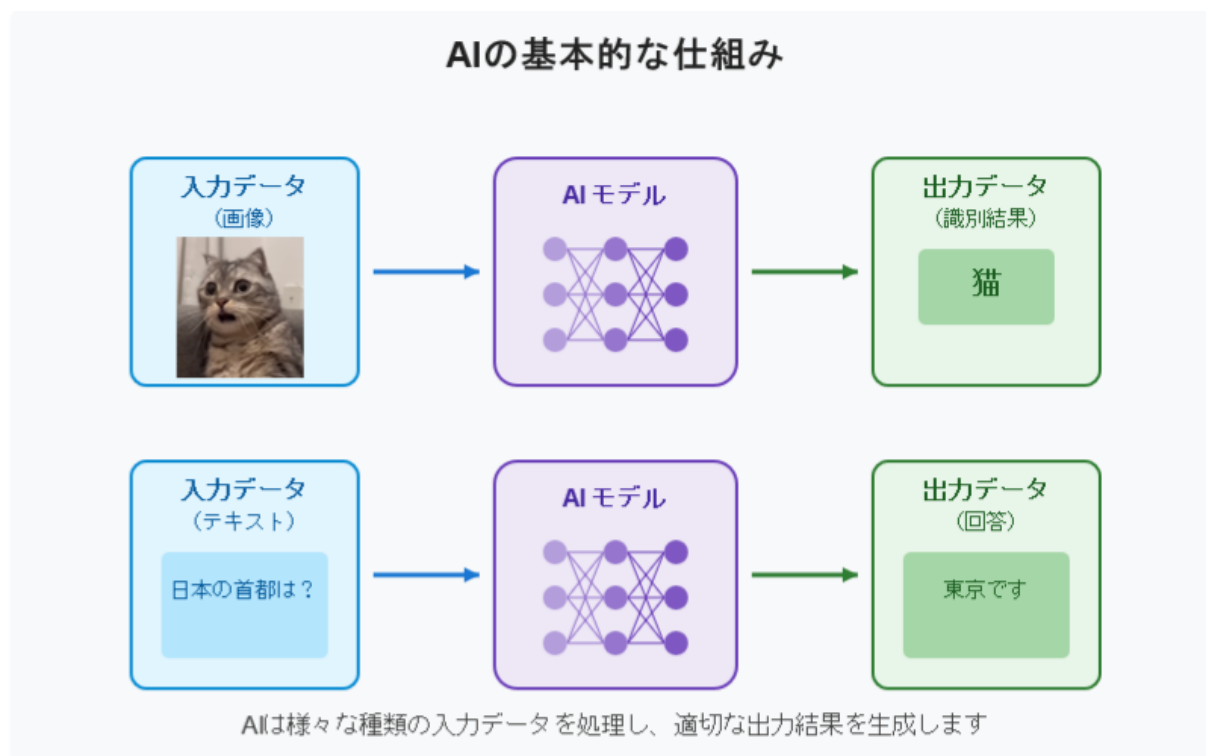 AIの基本的な仕組み
入力データ
(画像)
AI モデル
出力データ
(識別結果)
猫
入力データ
(テキスト)
日本の首都は？
AI モデル
出力データ
(回答)
東京です
AIは様々な種類の入力データを処理し、適切な出力結果を生成します